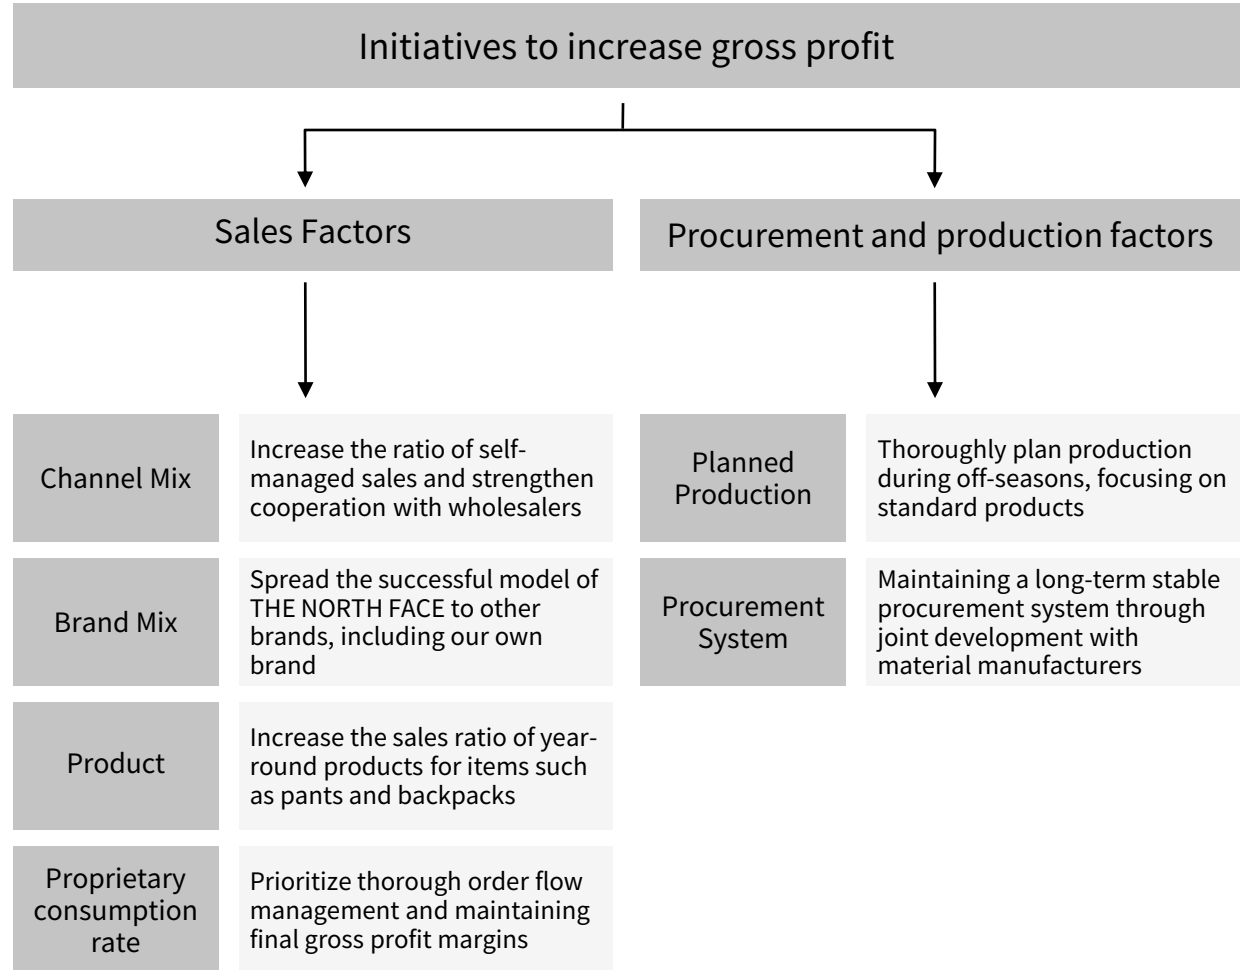 Initiatives to increase gross profit
Sales Factors
Procurement and production factors
Channel Mix
Increase the ratio of self-
managed sales and strengthen
cooperation with wholesalers
Brand Mix
Spread the successful model of
THE NORTH FACE to other
brands, including our own
brand
Product
Increase the sales ratio of year-
round products for items such
as pants and backpacks
Proprietary
consumption
rate
Prioritize thorough order flow
management and maintaining
final gross profit margins
Planned
Production
Thoroughly plan production
during off-seasons, focusing on
standard products
Procurement
System
Maintaining a long-term stable
procurement system through
joint development with
material manufacturers